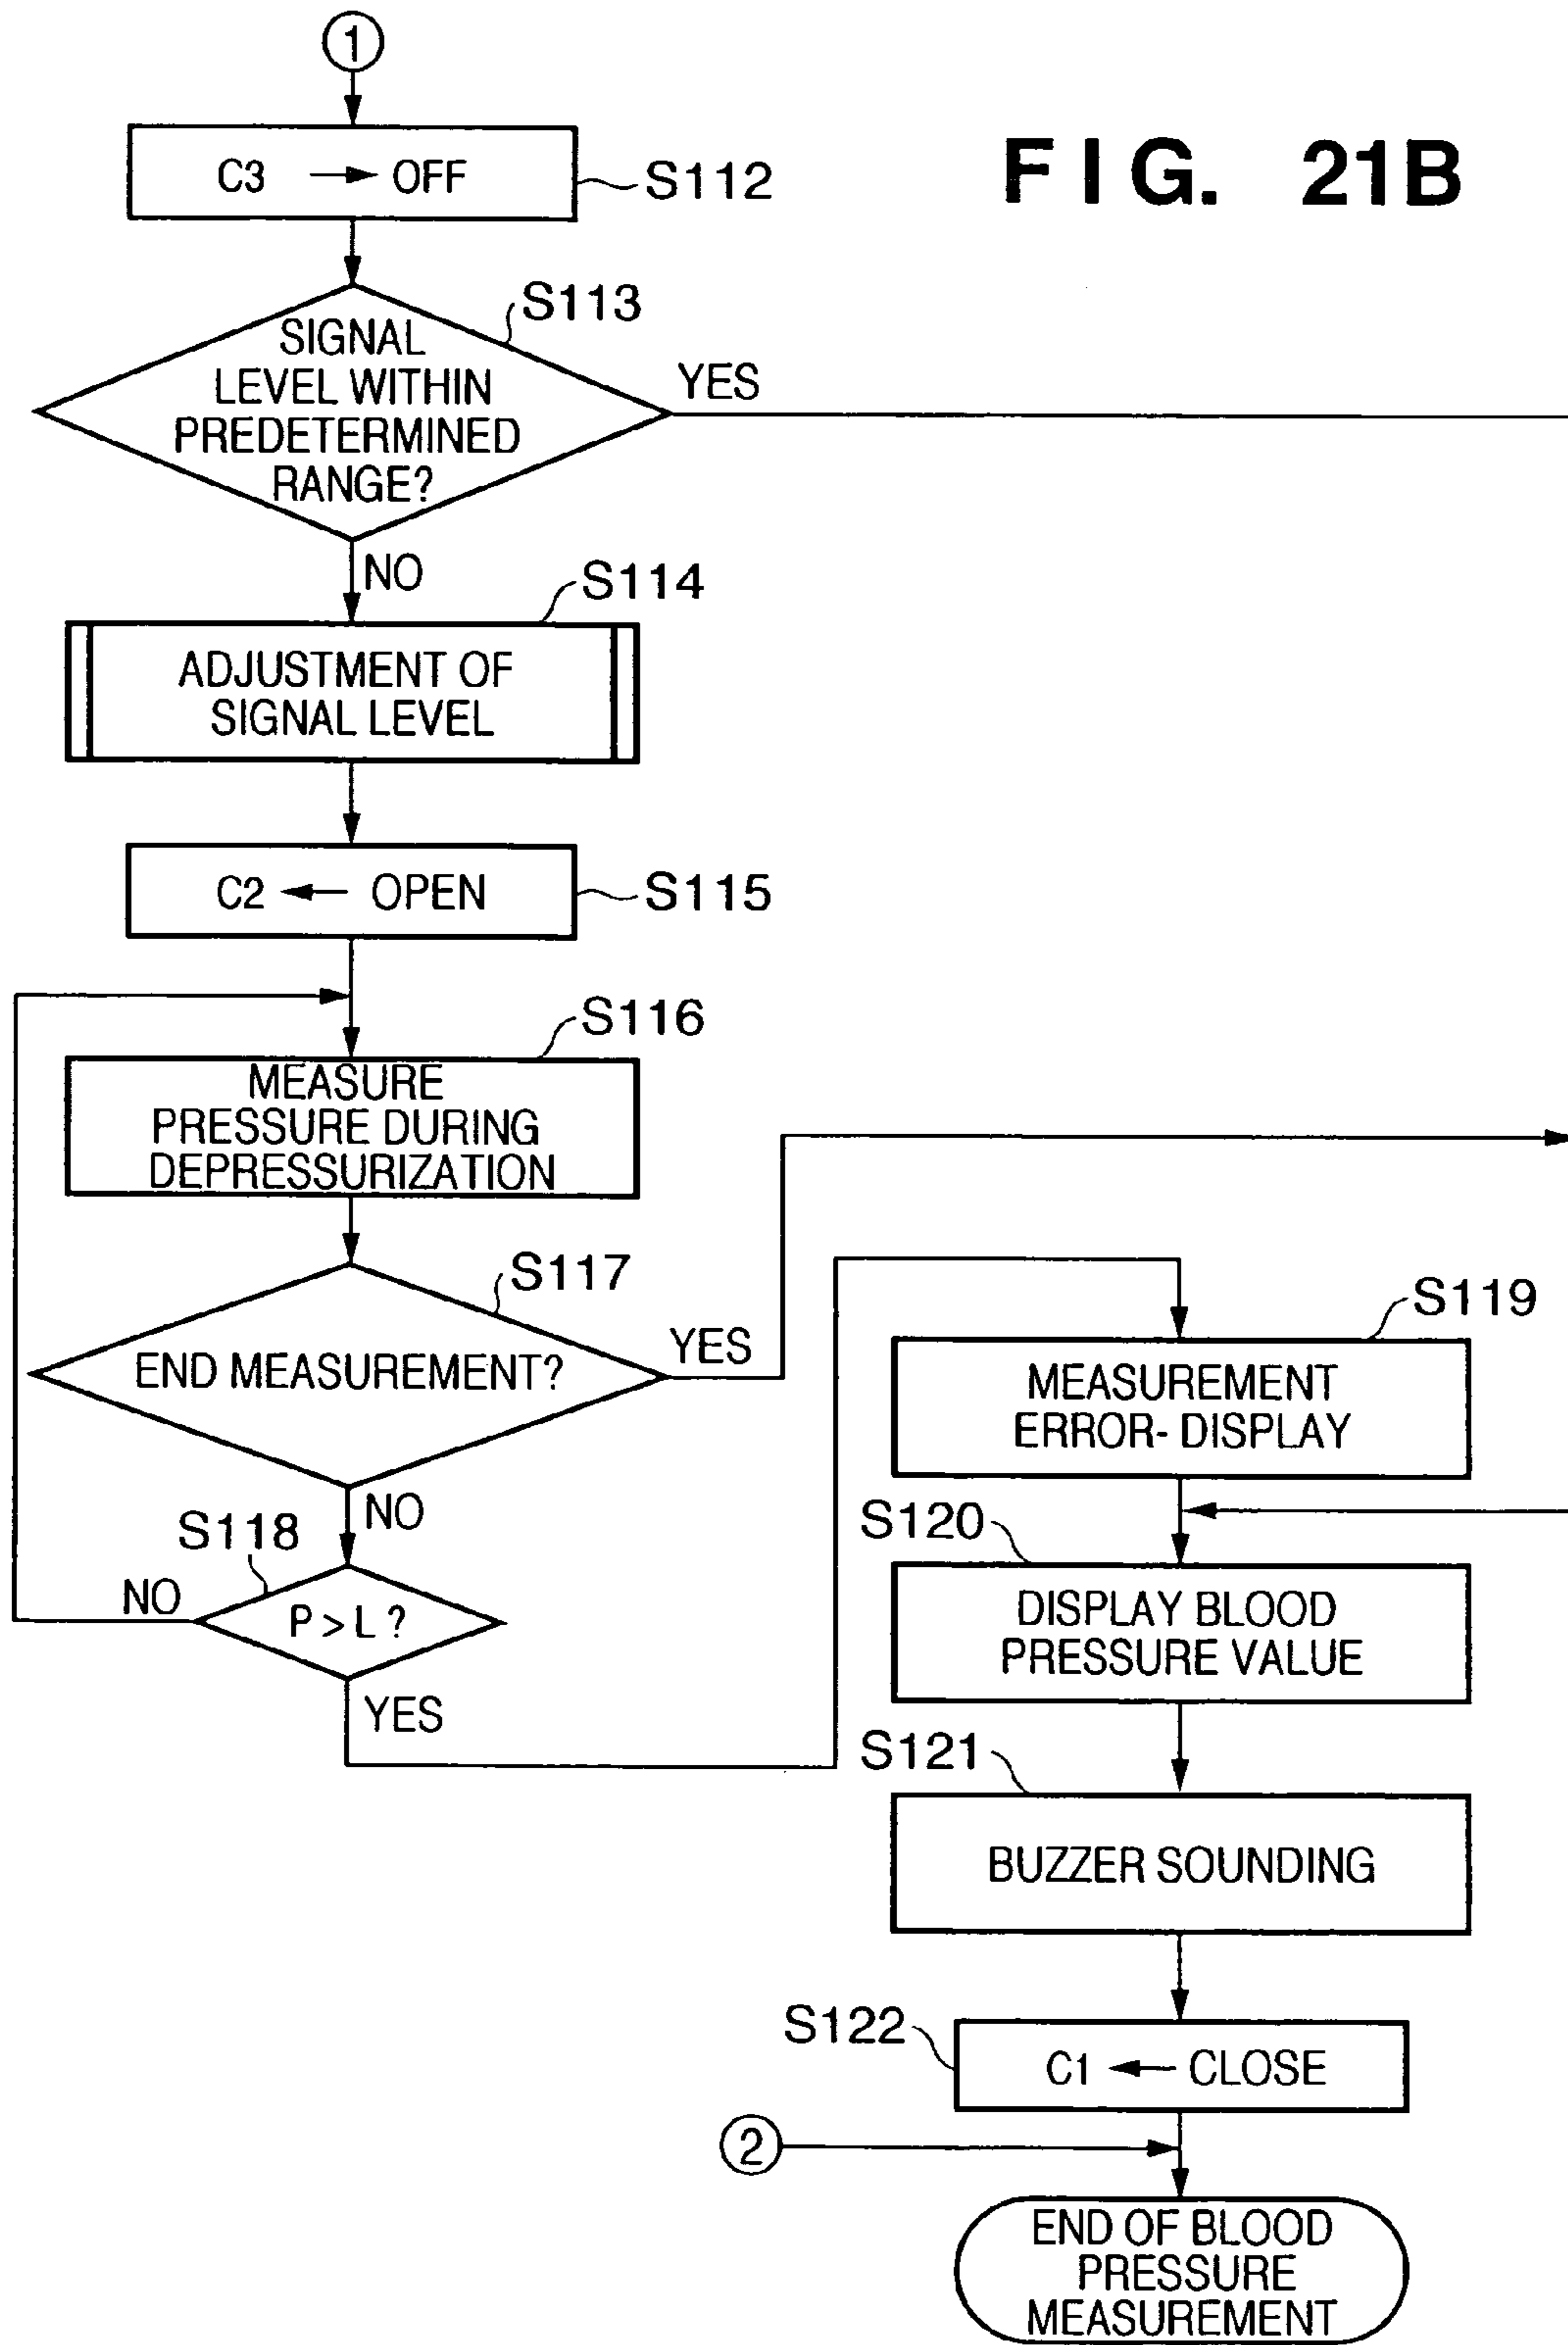 1
FIG. 21B
C3 → OFF
S112
S113
SIGNAL
LEVEL WITHIN
PREDETERMINED
RANGE?
YES
NO
S114
ADJUSTMENT OF
SIGNAL LEVEL
C2 ← OPEN
S115
S116
MEASURE
PRESSURE DURING
DEPRESSURIZATION
S117
END MEASUREMENT?
YES
NO
S118
P > L ?
NO
YES
S119
MEASUREMENT
ERROR- DISPLAY
S120
DISPLAY BLOOD
PRESSURE VALUE
S121
BUZZER SOUNDING
S122
C1 ← CLOSE
2
END OF BLOOD
PRESSURE
MEASUREMENT